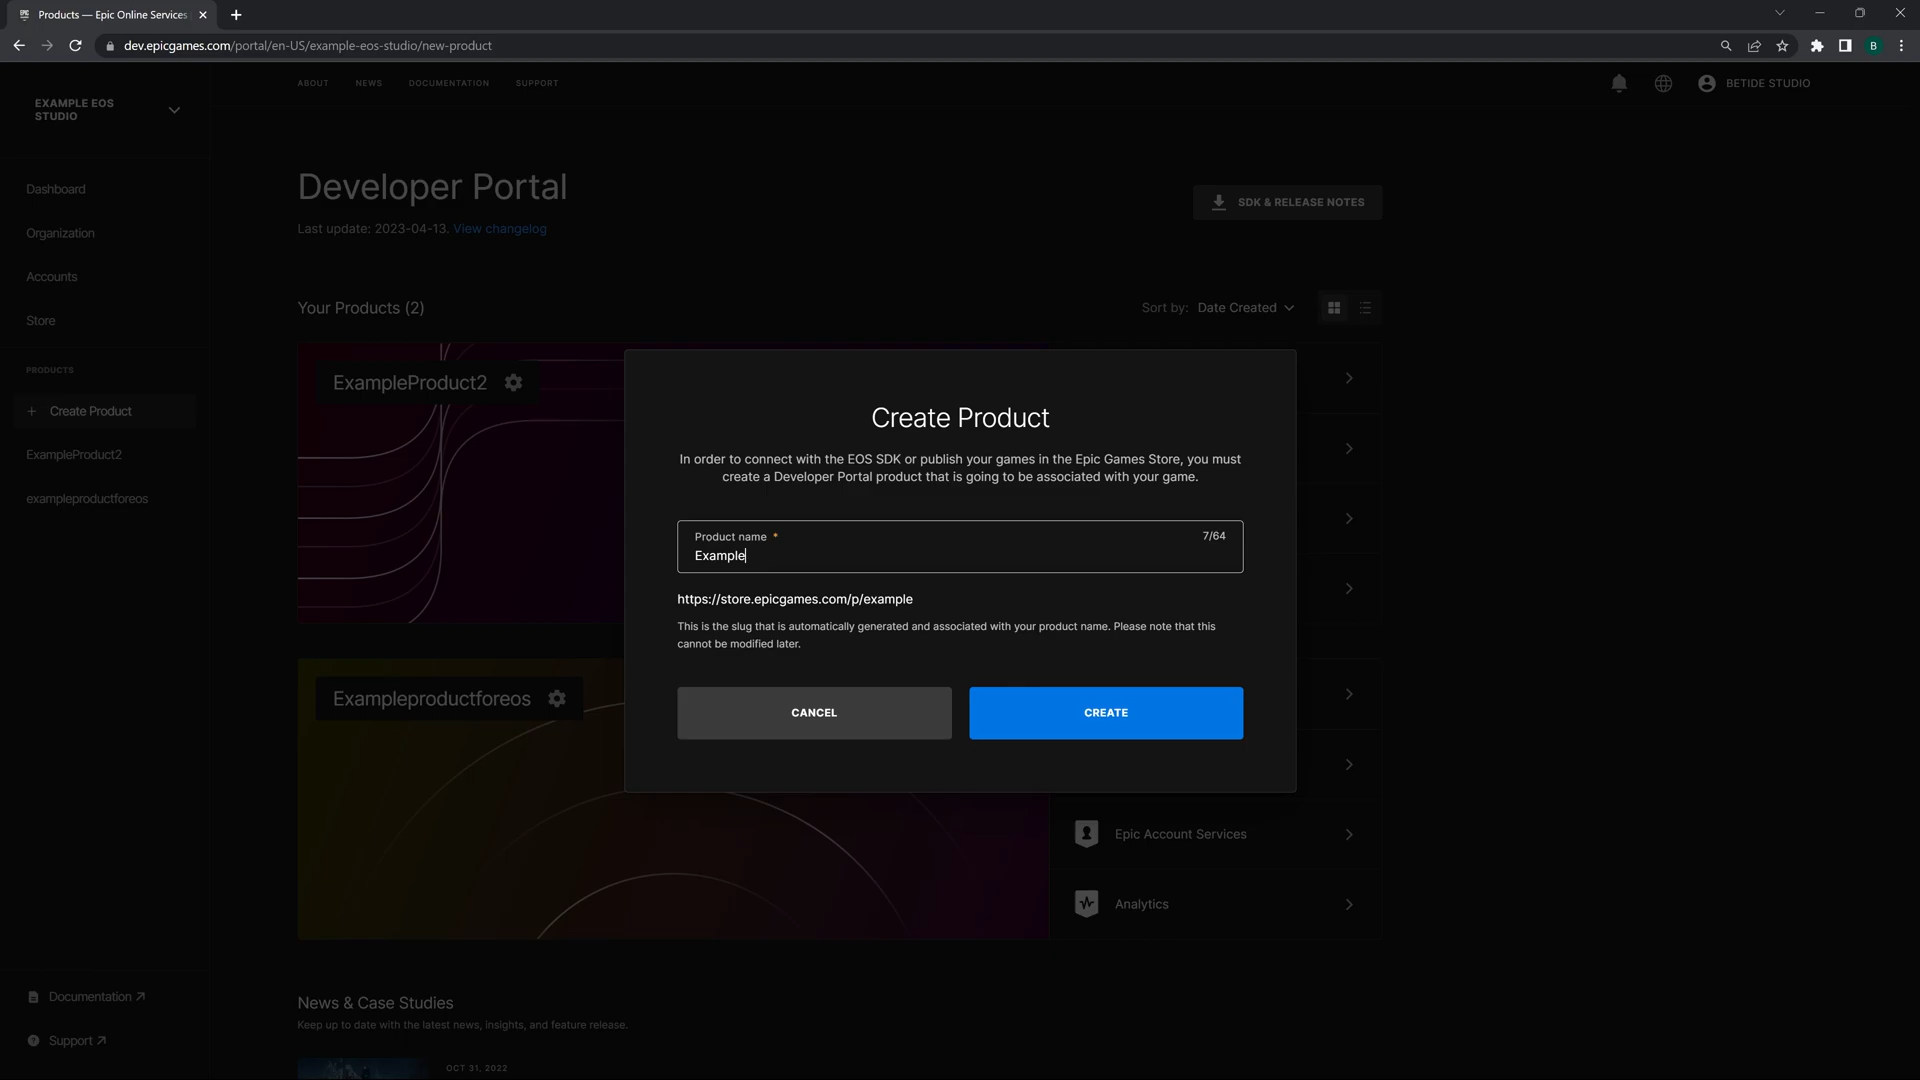 Products — Epic Online Services
dev.epicgames.com/portal/en-US/example-eos-studio/new-product
B
EXAMPLE EOS
STUDIO
ABOUT
NEWS
DOCUMENTATION
SUPPORT
BETIDE STUDIO
Dashboard
Organization
Accounts
Store
PRODUCTS
+ Create Product
ExampleProduct2
exampleproductforeos
Documentation
Support
Developer Portal
Last update: 2023-04-13. View changelog
SDK & RELEASE NOTES
Your Products (2)
Sort by: Date Created
ExampleProduct2
Exampleproductforeos
Create Product
In order to connect with the EOS SDK or publish your games in the Epic Games Store, you must
create a Developer Portal product that is going to be associated with your game.
Product name *
7/64
Example
https://store.epicgames.com/p/example
This is the slug that is automatically generated and associated with your product name. Please note that this
cannot be modified later.
CANCEL
CREATE
Epic Account Services
Analytics
News & Case Studies
Keep up to date with the latest news, insights, and feature release.
OCT 31, 2022